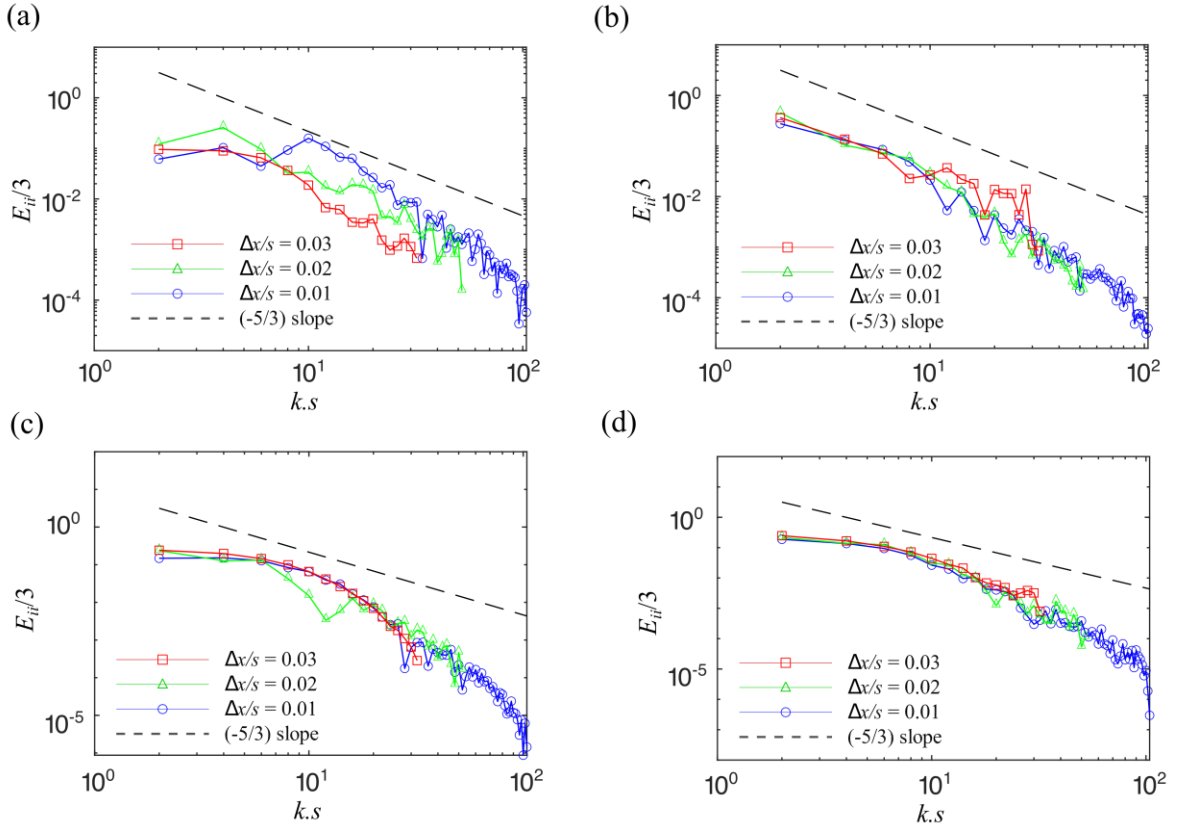 (a)
10^0
10^-2
10^-4
E_ii/3
Δx/s = 0.03
Δx/s = 0.02
Δx/s = 0.01
(-5/3) slope
10^0
10^1
10^2
k.s
(b)
10^0
10^-2
10^-4
E_ii/3
Δx/s = 0.03
Δx/s = 0.02
Δx/s = 0.01
(-5/3) slope
10^0
10^1
10^2
k.s
(c)
10^0
10^-5
E_ii/3
Δx/s = 0.03
Δx/s = 0.02
Δx/s = 0.01
(-5/3) slope
10^0
10^1
10^2
k.s
(d)
10^0
10^-5
E_ii/3
Δx/s = 0.03
Δx/s = 0.02
Δx/s = 0.01
(-5/3) slope
10^0
10^1
10^2
k.s